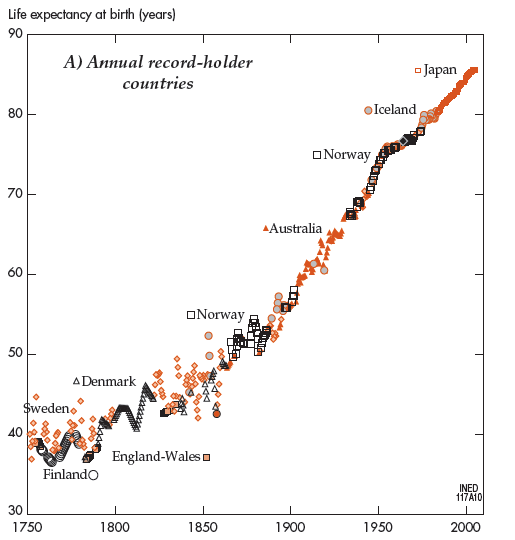 Life expectancy at birth (years)
90
A) Annual record-holder
countries
Japan
80
Iceland
Norway
70
Australia
60
Norway
50
Denmark
Sweden
40
England-Wales
Finland
INED
117A10
30
1750 1800 1850 1900 1950 2000